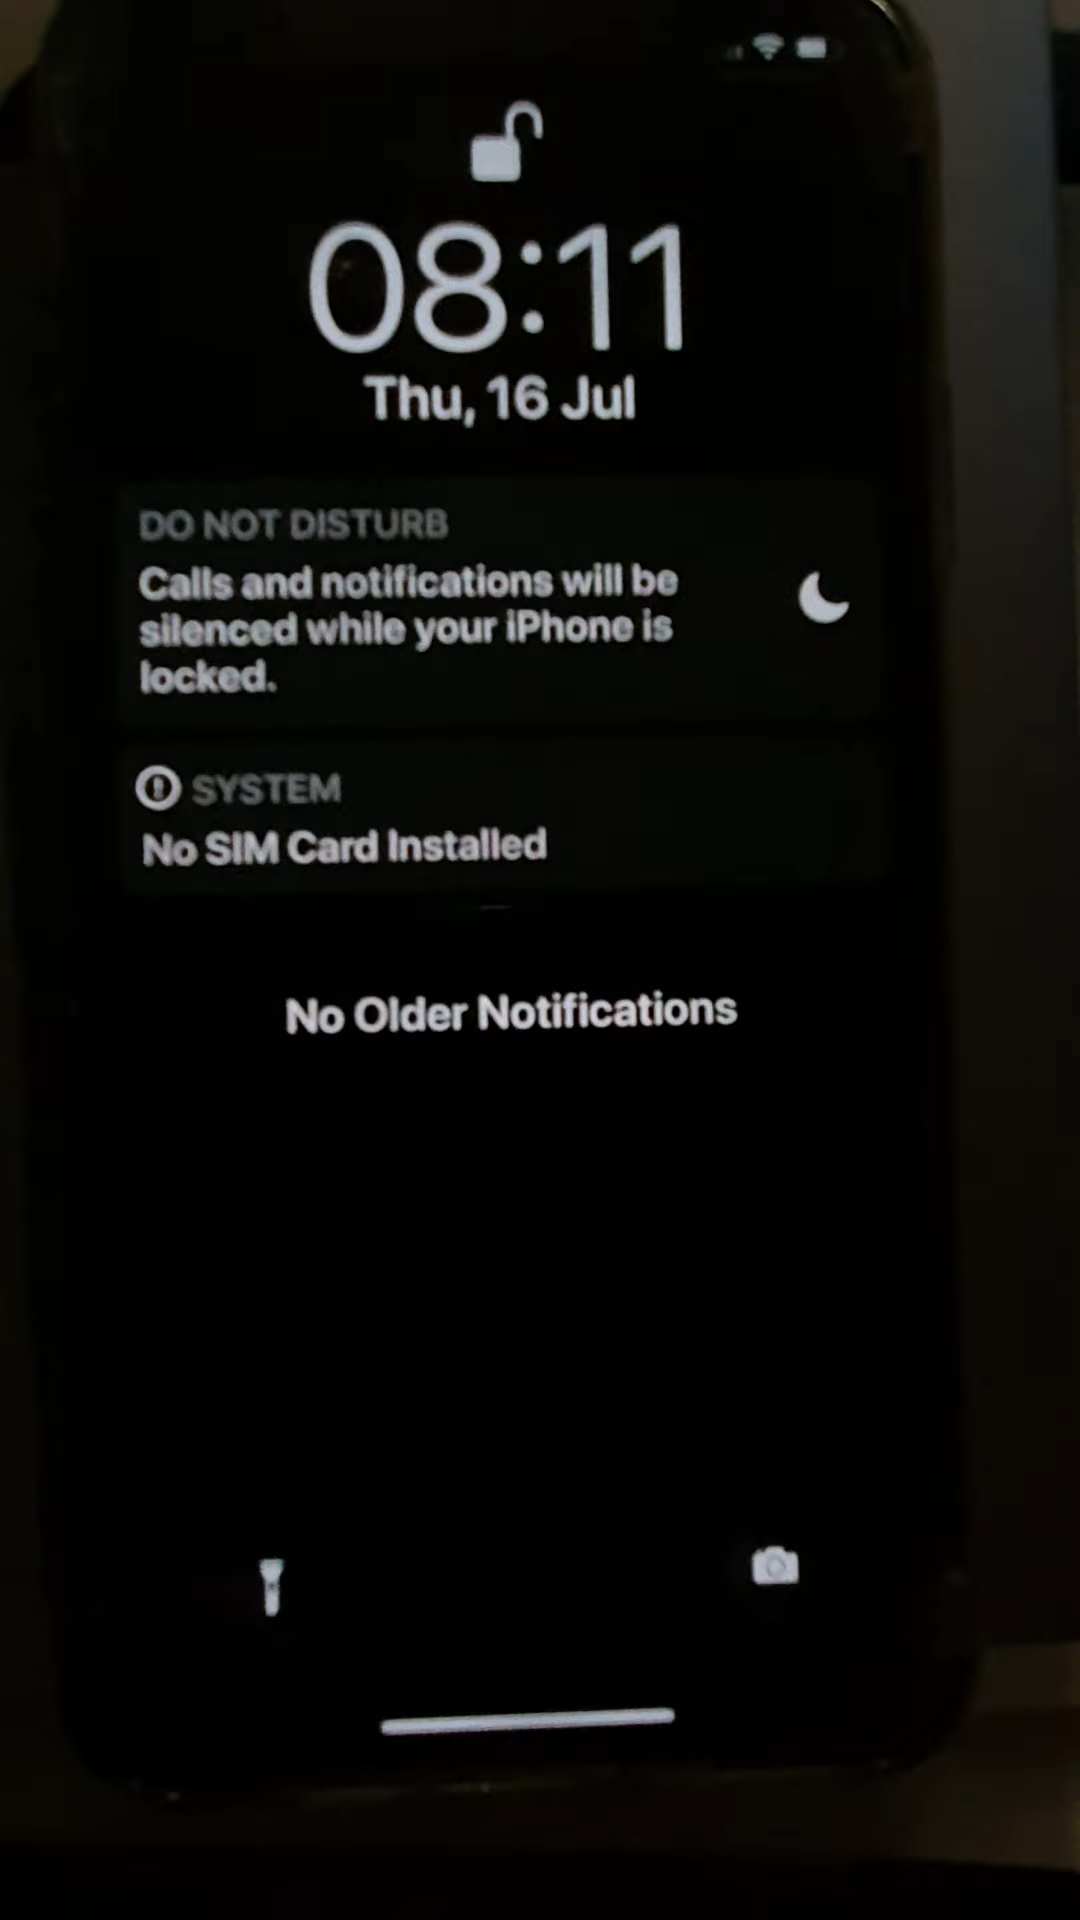 08:11
Thu, 16 Jul
DO NOT DISTURB
Calls and notifications will be
silenced while your iPhone is
locked.
SYSTEM
No SIM Card Installed
No Older Notifications